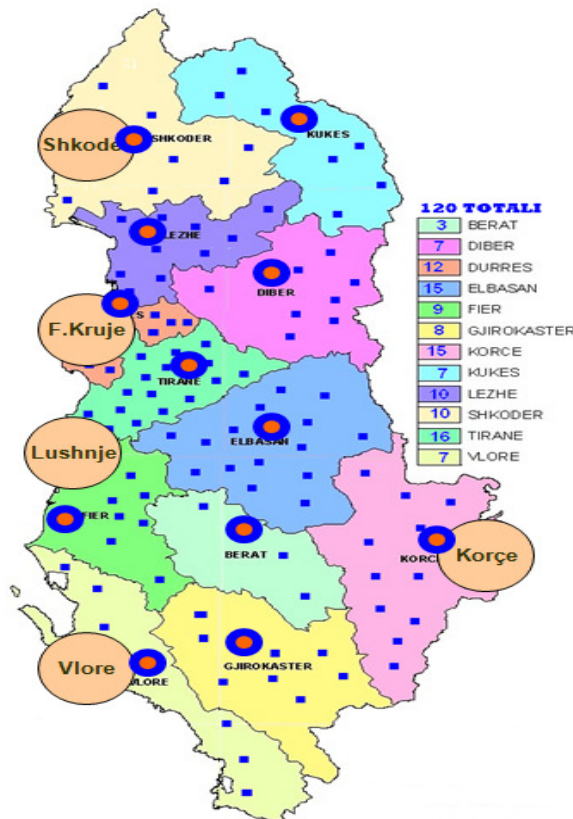 KUKES
SHKODER
Shkode
LEZHE
120 TOTALI
3 BERAT
7 DIBER
12 DURRES
15 ELBASAN
9 FIER
8 GJIROKASTER
15 KORCE
7 KUKES
10 LEZHE
10 SHKODER
16 TIRANE
7 VLORE
DIBER
S
F.Kruje
TIRANE
ELBASAN
Lushnje
FIER
BERAT
KORCE
Korçe
GJIROKASTER
Vlore
VLORE